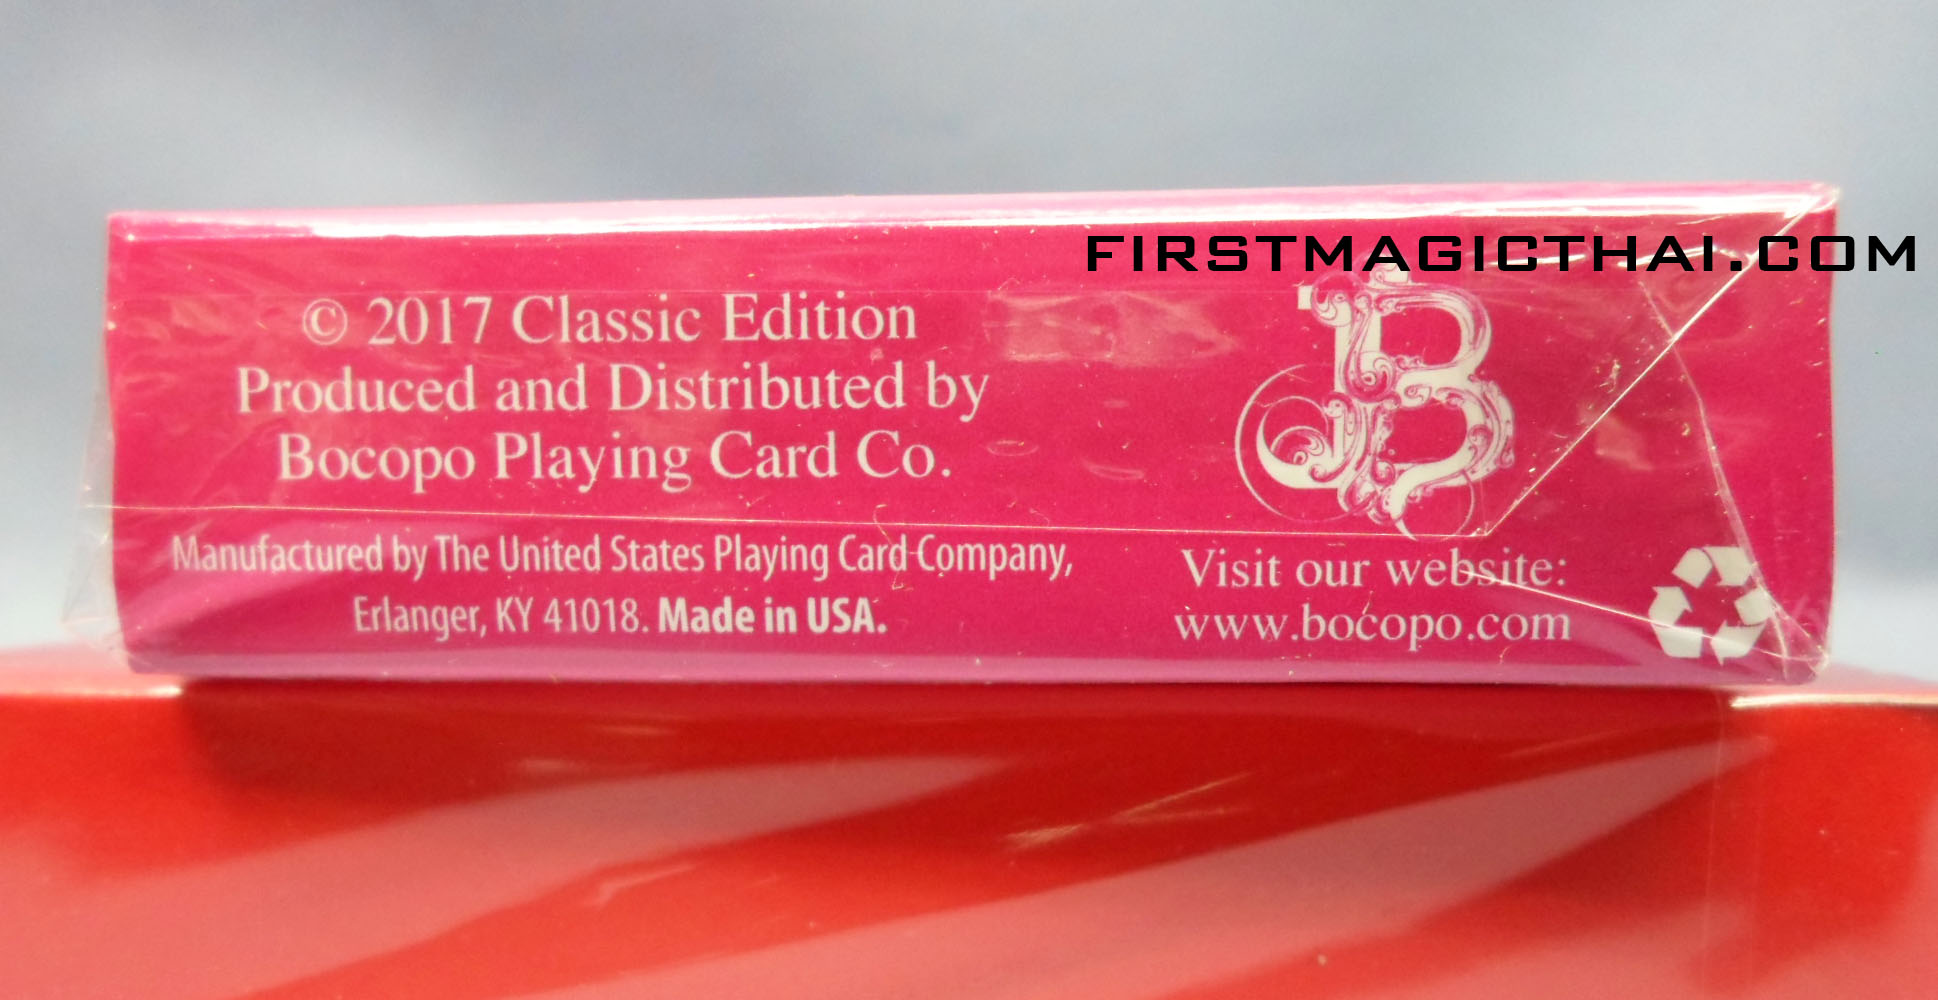 FIRSTMAGICTHAI.COM
© 2017 Classic Edition
Produced and Distributed by
Bocopo Playing Card Co.
Manufactured by The United States Playing Card Company,
Erlanger, KY 41018. Made in USA.
B
Visit our website:
www.bocopo.com